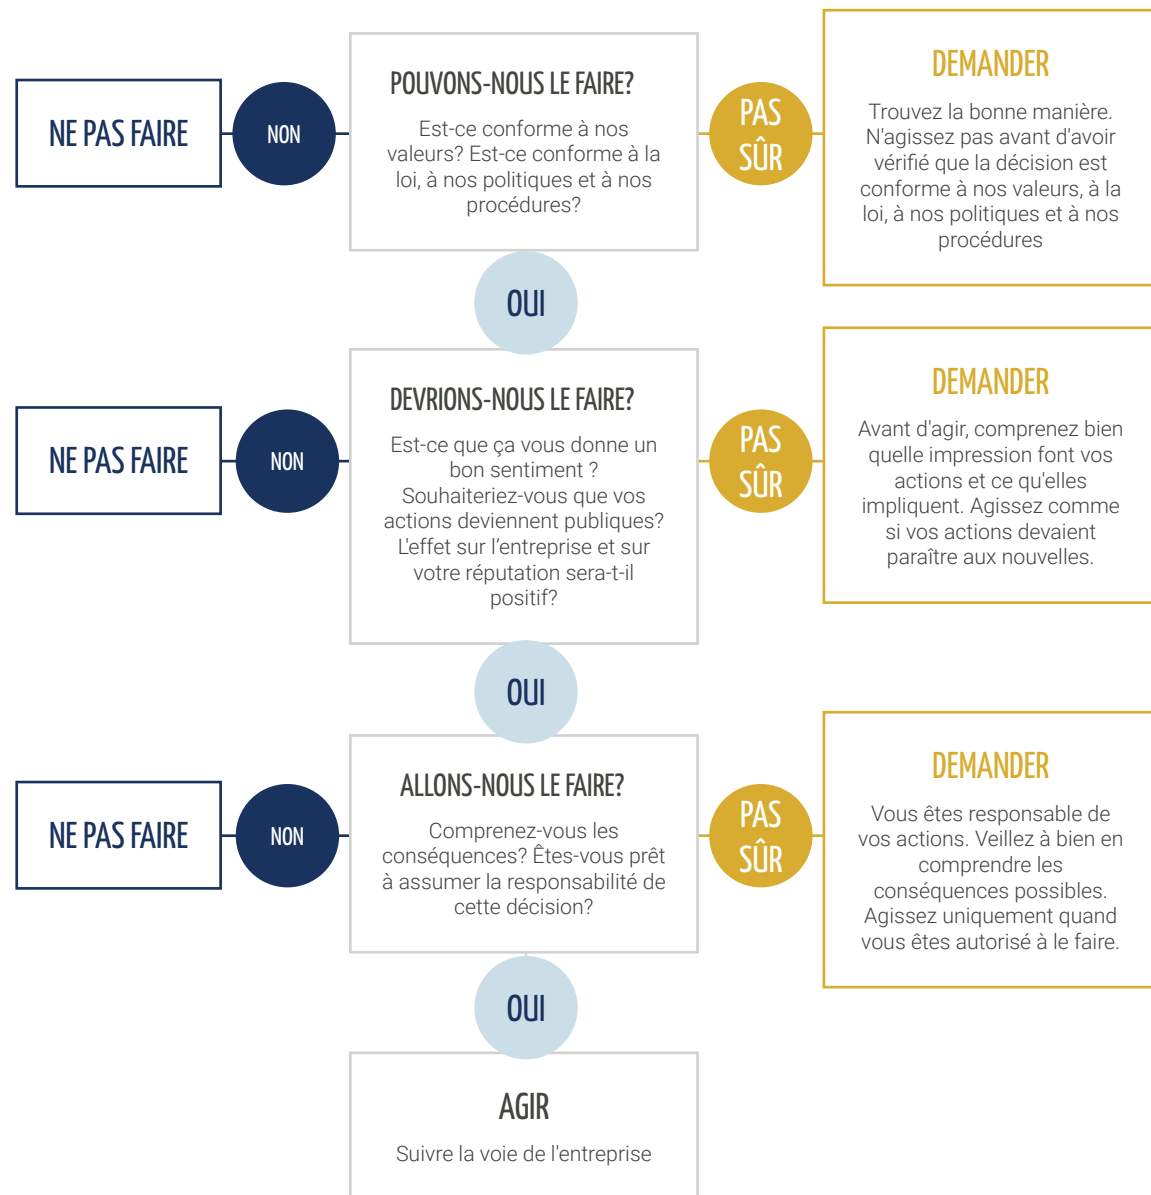 NE PAS FAIRE
NON
POUVONS-NOUS LE FAIRE?
Est-ce conforme à nos
valeurs? Est-ce conforme à la
loi, à nos politiques et à nos
procédures?
PAS
SÛR
DEMANDER
Trouvez la bonne manière.
N'agissez pas avant d'avoir
vérifié que la décision est
conforme à nos valeurs, à la
loi, à nos politiques et à nos
procédures
OUI
NE PAS FAIRE
NON
DEVRIONS-NOUS LE FAIRE?
Est-ce que ça vous donne un
bon sentiment ?
Souhaiteriez-vous que vos
actions deviennent publiques?
L'effet sur l’entreprise et sur
votre réputation sera-t-il
positif?
PAS
SÛR
DEMANDER
Avant d'agir, comprenez bien
quelle impression font vos
actions et ce qu'elles
impliquent. Agissez comme
si vos actions devaient
paraître aux nouvelles.
OUI
NE PAS FAIRE
NON
ALLONS-NOUS LE FAIRE?
Comprenez-vous les
conséquences? Êtes-vous prêt
à assumer la responsabilité de
cette décision?
PAS
SÛR
DEMANDER
Vous êtes responsable de
vos actions. Veillez à bien en
comprendre les
conséquences possibles.
Agissez uniquement quand
vous êtes autorisé à le faire.
OUI
AGIR
Suivre la voie de l'entreprise